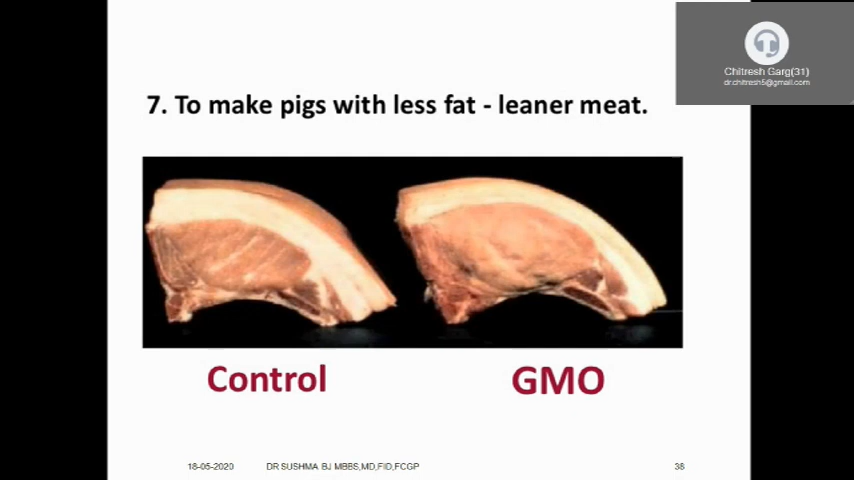 Chitresh Garg(31)
dr.chitresh5@gmail.com
7. To make pigs with less fat - leaner meat.
Control GMO
18-05-2020 DR SUSHMA BJ MBBS,MD,FID,FCGP 38